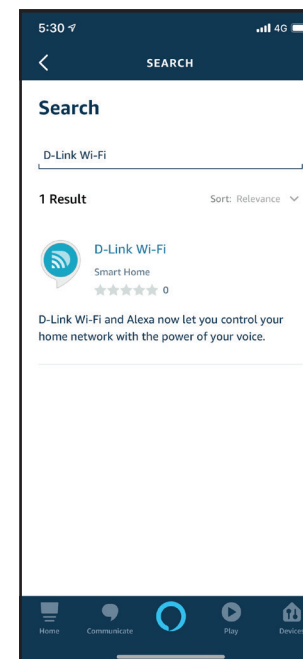 5:30
4G
SEARCH
Search
D-Link Wi-Fi
1 Result
Sort: Relevance
D-Link Wi-Fi
Smart Home
0
D-Link Wi-Fi and Alexa now let you control your
home network with the power of your voice.
Home Communicate Play Devices